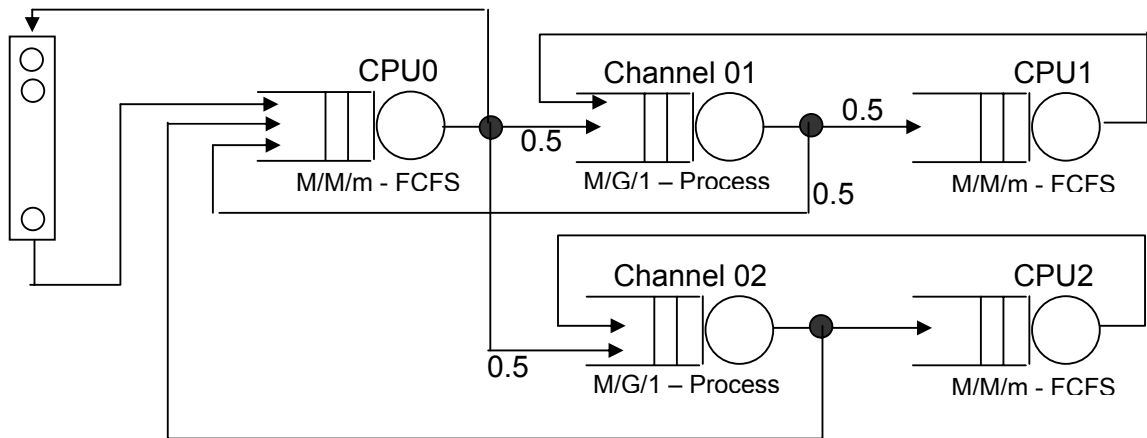 CPU0
Channel 01
CPU1
0.5
0.5
M/M/m - FCFS
M/G/1 – Process
M/M/m - FCFS
0.5
Channel 02
CPU2
0.5
M/G/1 – Process
M/M/m - FCFS